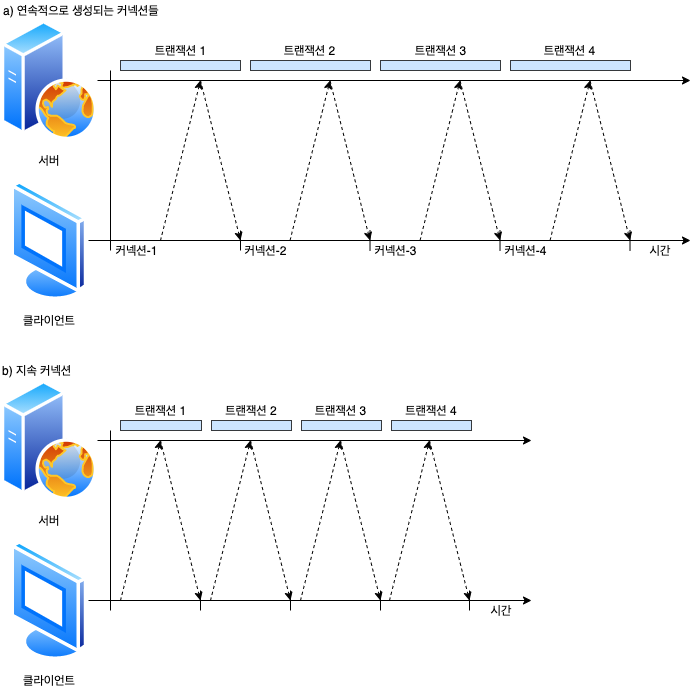 a) 연속적으로 생성되는 커넥션들
트랜잭션 1 트랜잭션 2 트랜잭션 3 트랜잭션 4
서버
커넥션-1 커넥션-2 커넥션-3 커넥션-4 시간
클라이언트
b) 지속 커넥션
트랜잭션 1 트랜잭션 2 트랜잭션 3 트랜잭션 4
서버
시간
클라이언트